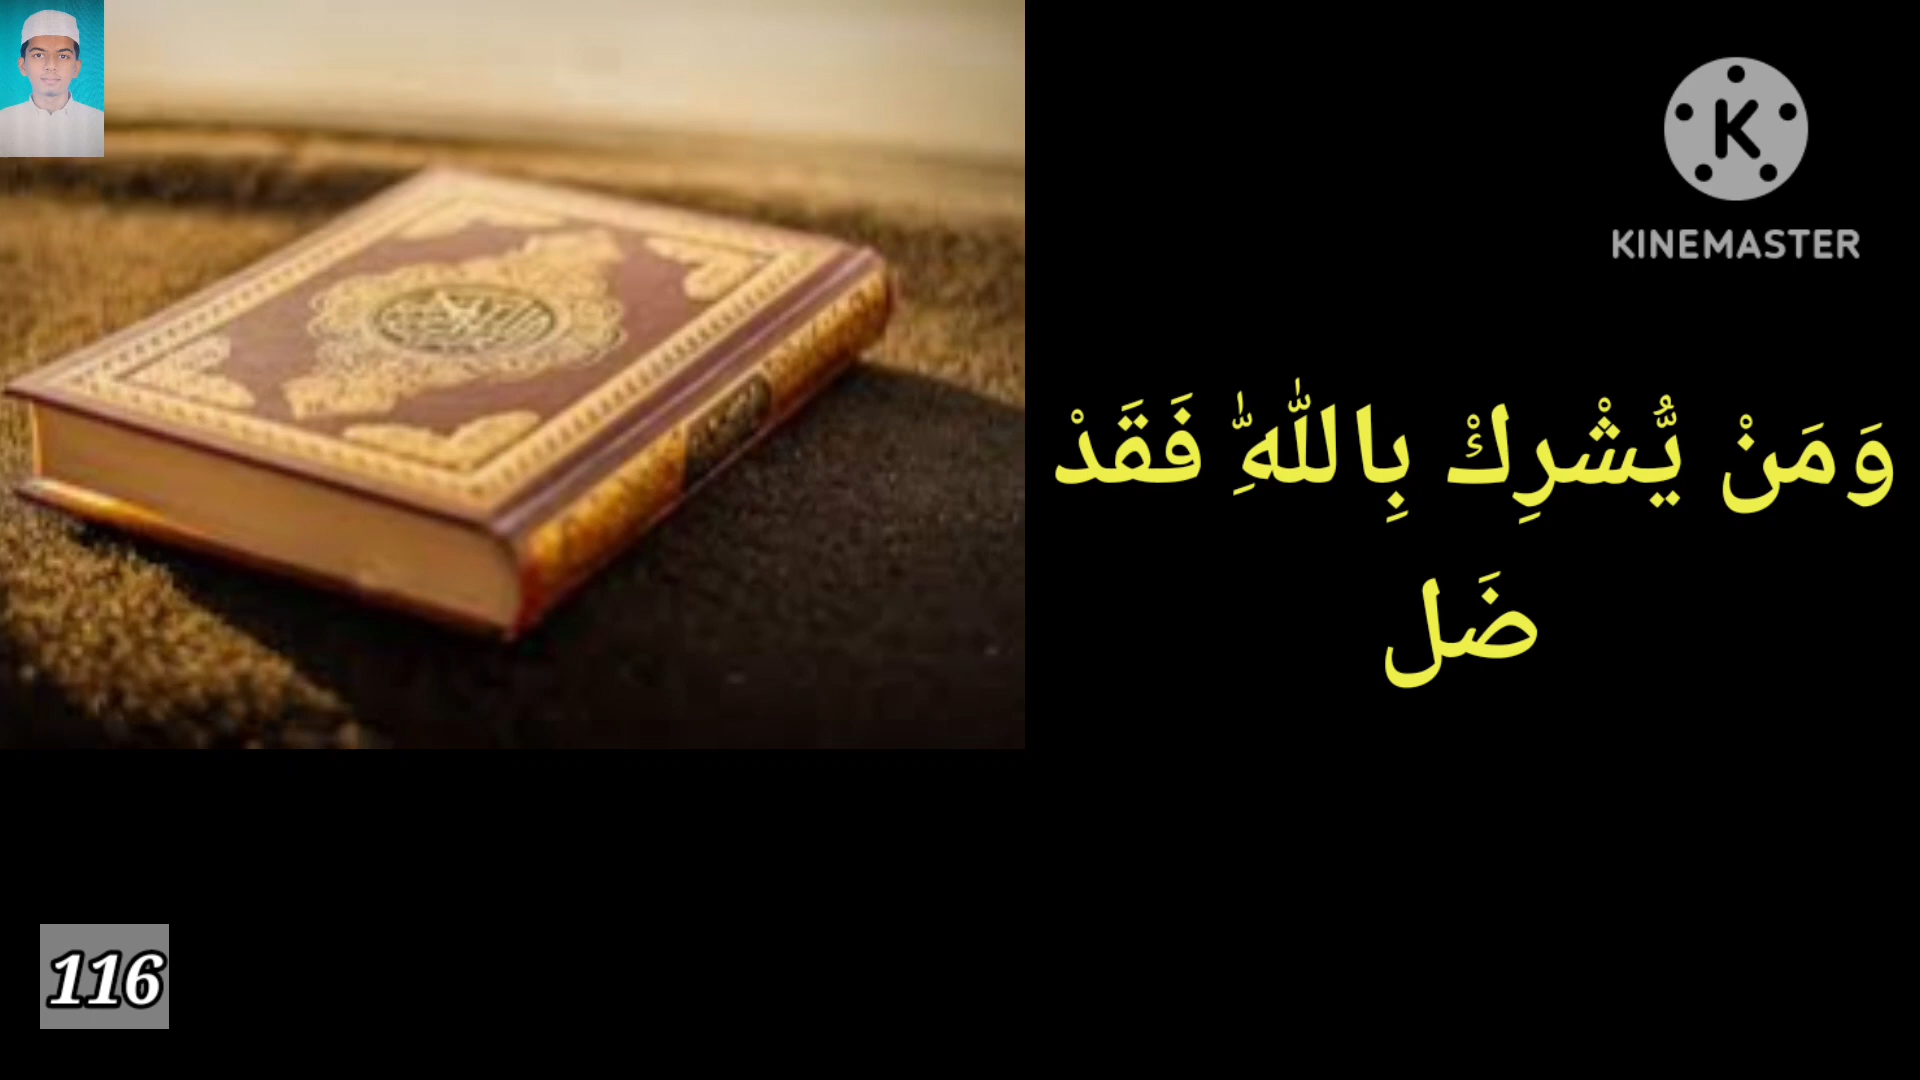 KINEMASTER
وَمَنْ يُّشْرِكْ بِاللّٰهِّٰ فَقَدْ
ضَل
116